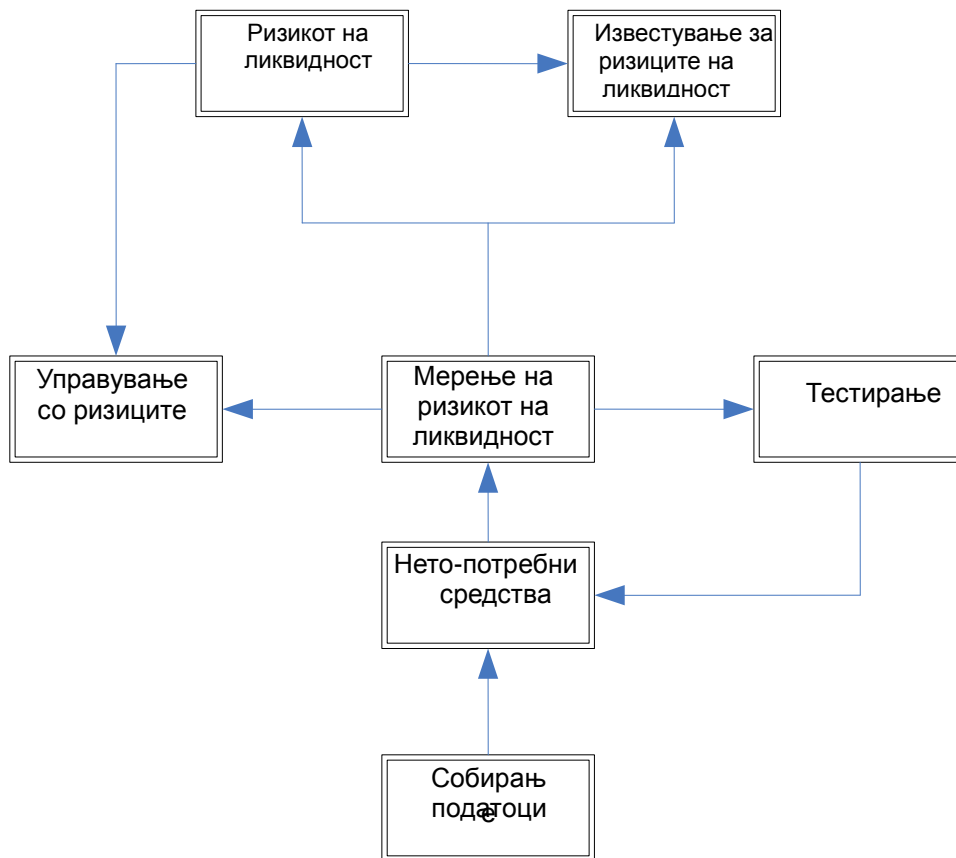 Ризикот на
ликвидност
Известување за
ризиците на
ликвидност
Управување
со ризиците
Мерење на
ризикот на
ликвидност
Тестирање
Нето-потребни
средства
Собирањ
е
податоци